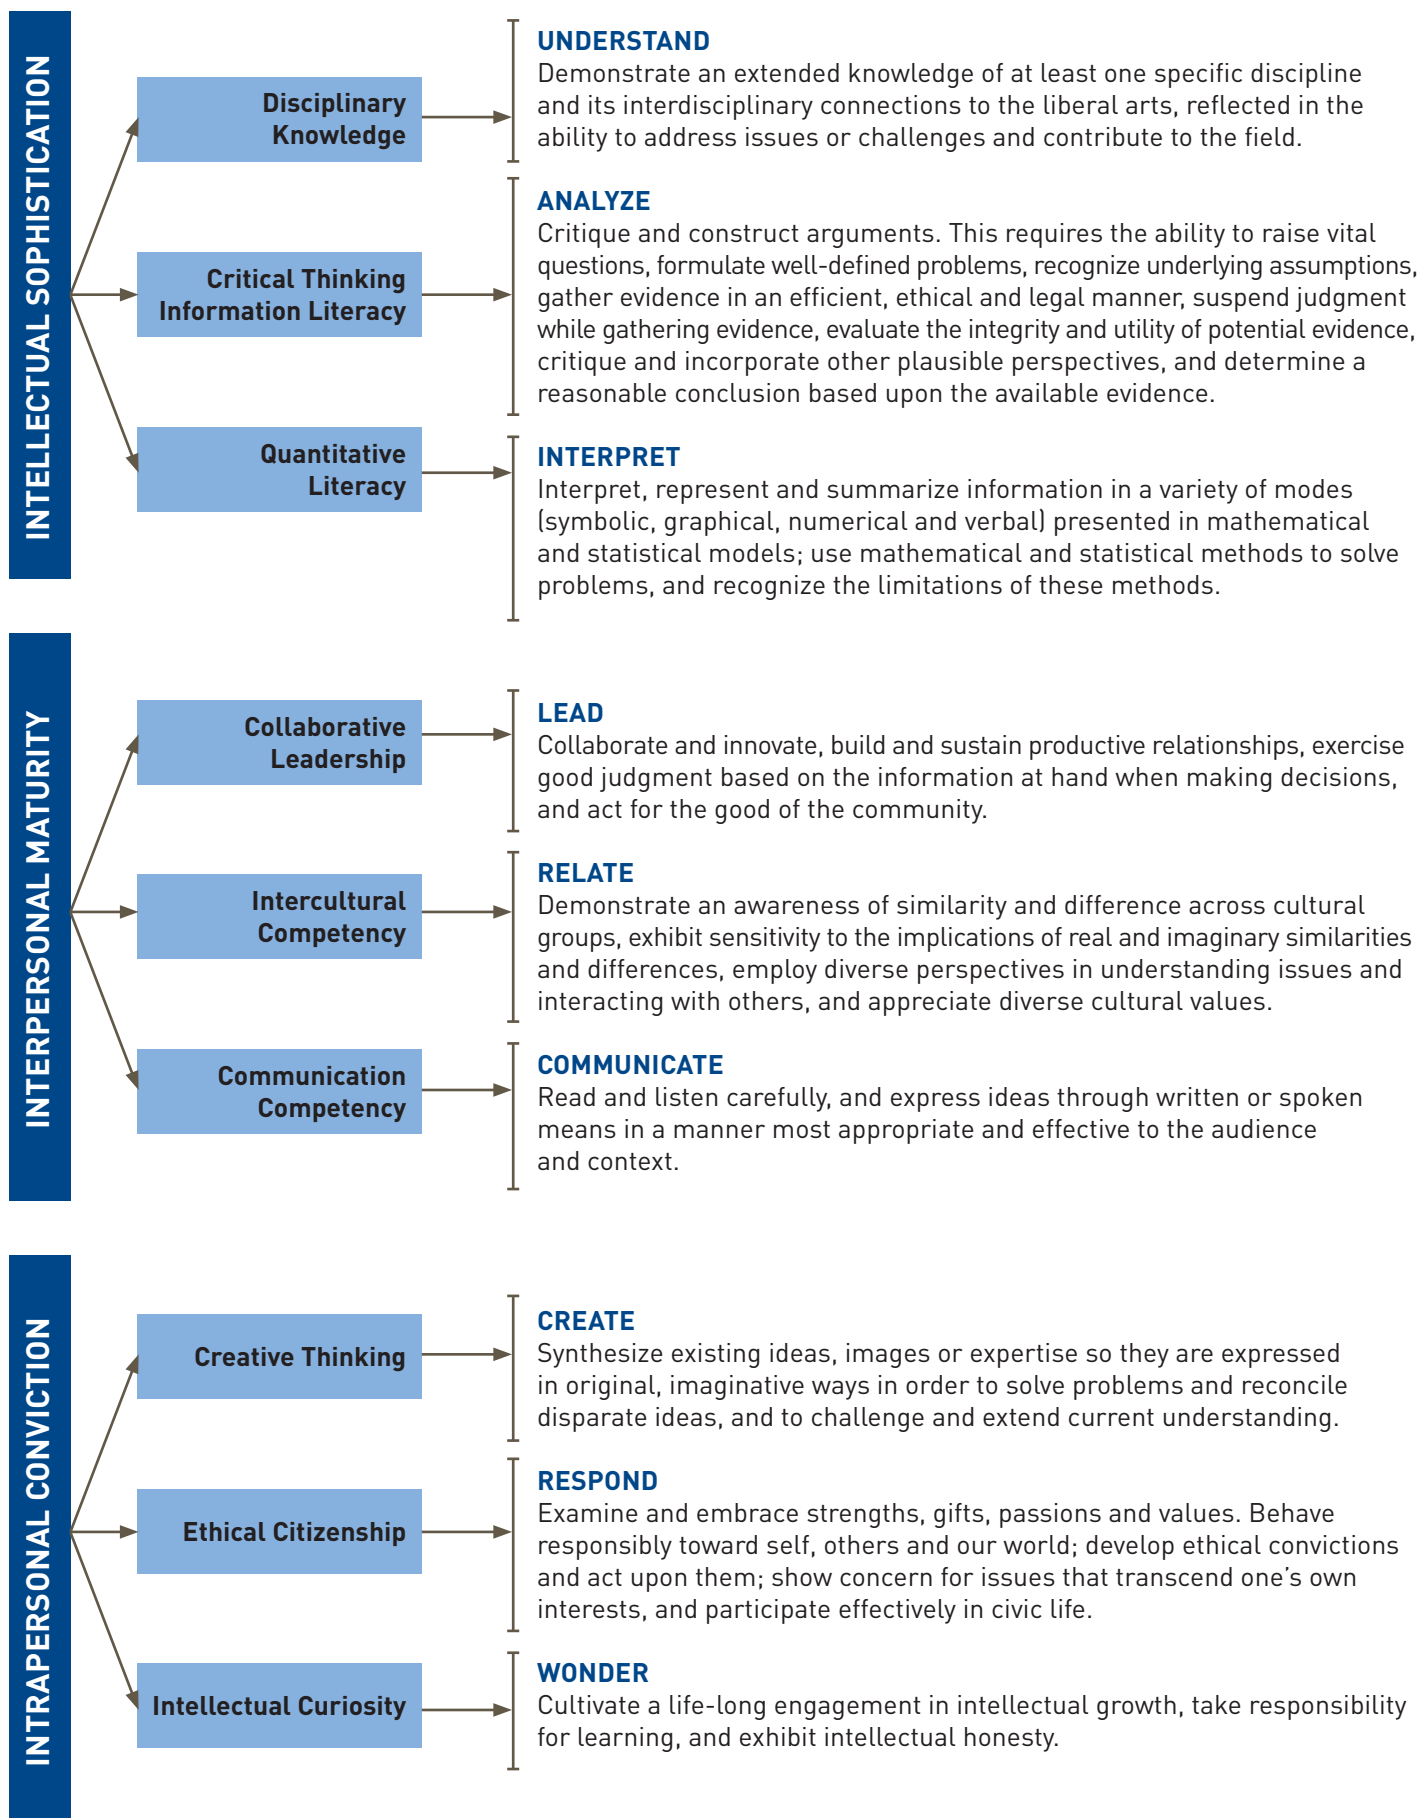 INTELLECTUAL SOPHISTICATION
Disciplinary
Knowledge
UNDERSTAND
Demonstrate an extended knowledge of at least one specific discipline
and its interdisciplinary connections to the liberal arts, reflected in the
ability to address issues or challenges and contribute to the field.
Critical Thinking
Information Literacy
ANALYZE
Critique and construct arguments. This requires the ability to raise vital
questions, formulate well-defined problems, recognize underlying assumptions,
gather evidence in an efficient, ethical and legal manner, suspend judgment
while gathering evidence, evaluate the integrity and utility of potential evidence,
critique and incorporate other plausible perspectives, and determine a
reasonable conclusion based upon the available evidence.
Quantitative
Literacy
INTERPRET
Interpret, represent and summarize information in a variety of modes
(symbolic, graphical, numerical and verbal) presented in mathematical
and statistical models; use mathematical and statistical methods to solve
problems, and recognize the limitations of these methods.
INTERPERSONAL MATURITY
Collaborative
Leadership
LEAD
Collaborate and innovate, build and sustain productive relationships, exercise
good judgment based on the information at hand when making decisions,
and act for the good of the community.
Intercultural
Competency
RELATE
Demonstrate an awareness of similarity and difference across cultural
groups, exhibit sensitivity to the implications of real and imaginary similarities
and differences, employ diverse perspectives in understanding issues and
interacting with others, and appreciate diverse cultural values.
Communication
Competency
COMMUNICATE
Read and listen carefully, and express ideas through written or spoken
means in a manner most appropriate and effective to the audience
and context.
INTRAPERSONAL CONVICTION
Creative Thinking
CREATE
Synthesize existing ideas, images or expertise so they are expressed
in original, imaginative ways in order to solve problems and reconcile
disparate ideas, and to challenge and extend current understanding.
Ethical Citizenship
RESPOND
Examine and embrace strengths, gifts, passions and values. Behave
responsibly toward self, others and our world; develop ethical convictions
and act upon them; show concern for issues that transcend one’s own
interests, and participate effectively in civic life.
Intellectual Curiosity
WONDER
Cultivate a life-long engagement in intellectual growth, take responsibility
for learning, and exhibit intellectual honesty.